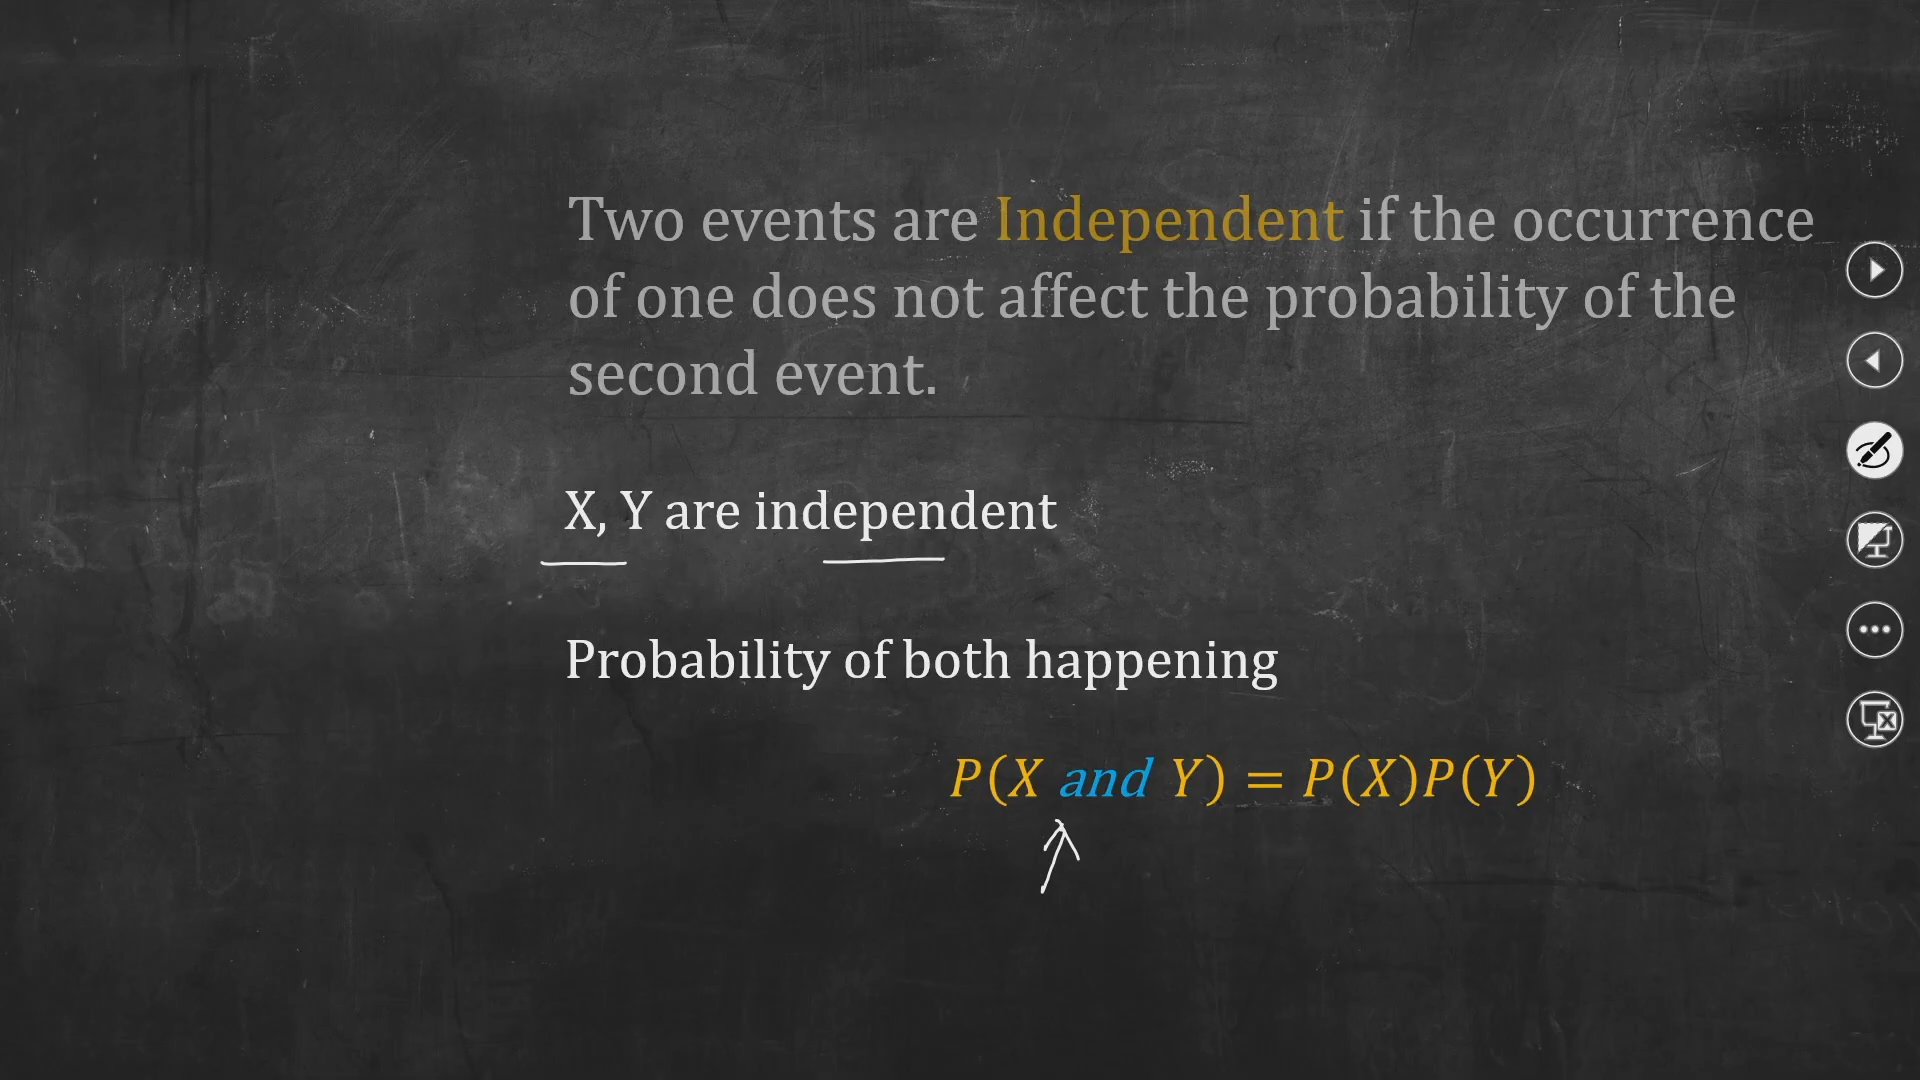 Two events are Independent if the occurrence
of one does not affect the probability of the
second event.
X, Y are independent
Probability of both happening
P(X and Y) = P(X)P(Y)